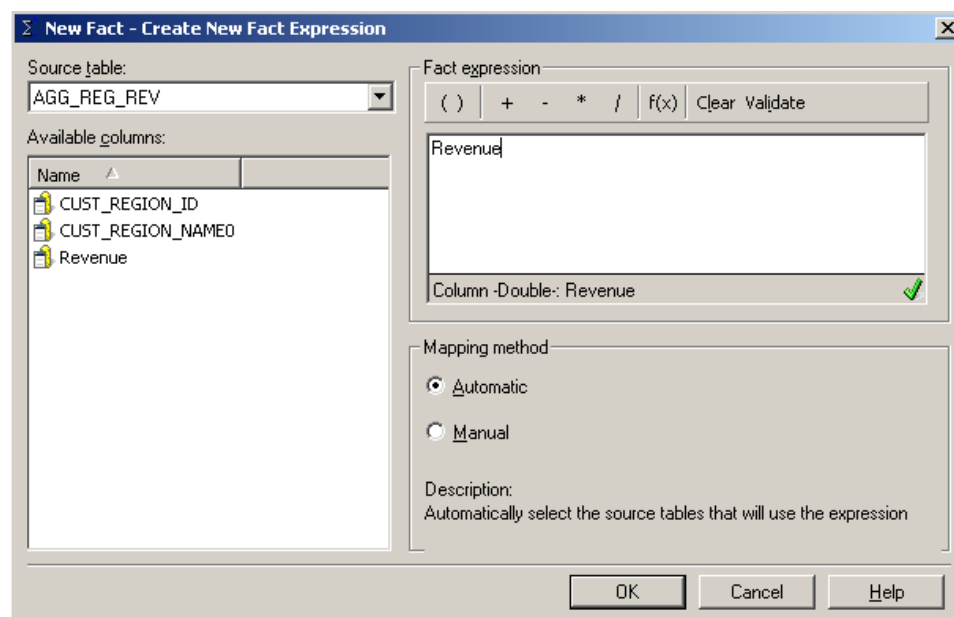 New Fact - Create New Fact Expression
Source table:
AGG_REG_REV
Available columns:
Name
CUST_REGION_ID
CUST_REGION_NAME0
Revenue
Fact expression
( ) + - * / f(x) Clear Validate
Revenue
Column -Double-: Revenue
Mapping method
Automatic
Manual
Description:
Automatically select the source tables that will use the expression
OK Cancel Help